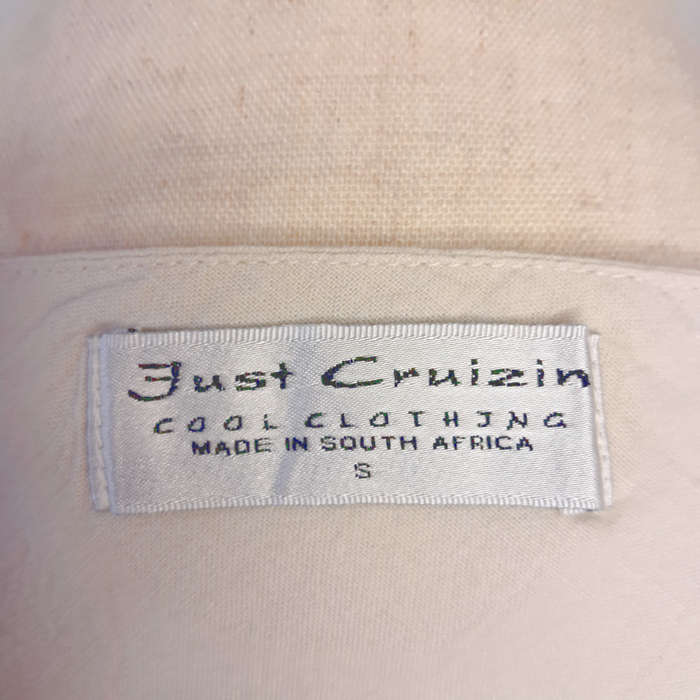 Just Cruizin
COOL CLOTHING
MADE IN SOUTH AFRICA
S